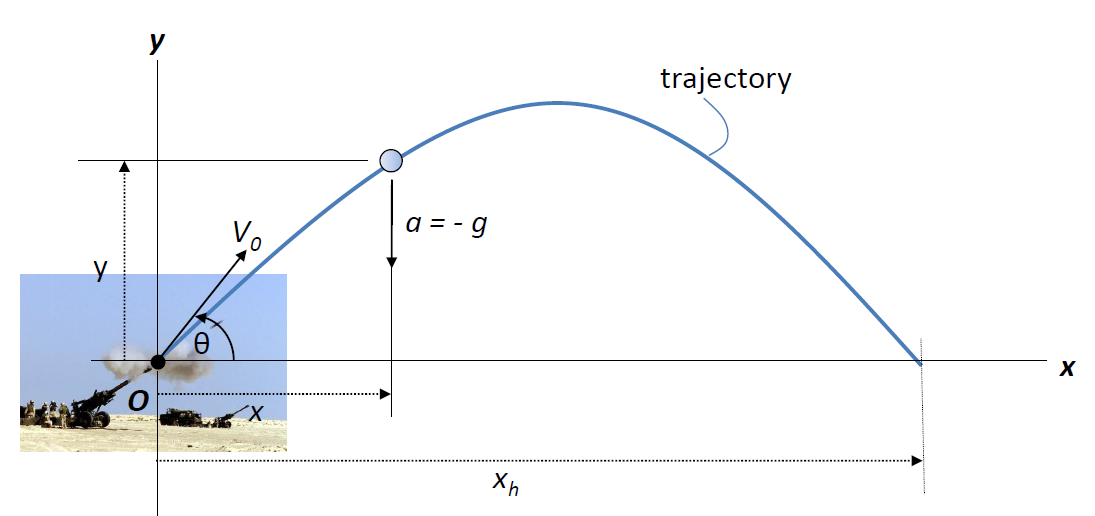 y
trajectory
V0
a = - g
y
θ
x
O
x
xh